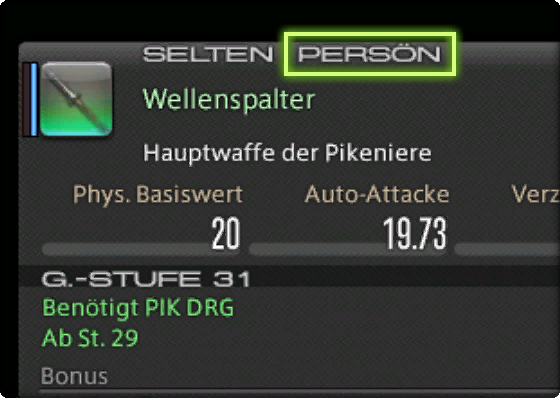 SELTEN PERSÖN
Wellenspalter
Hauptwaffe der Pikeniere
Phys. Basiswert Auto-Attacke Verz
20 19.73
G.-STUFE 31
Benötigt PIK DRG
Ab St. 29
Bonus